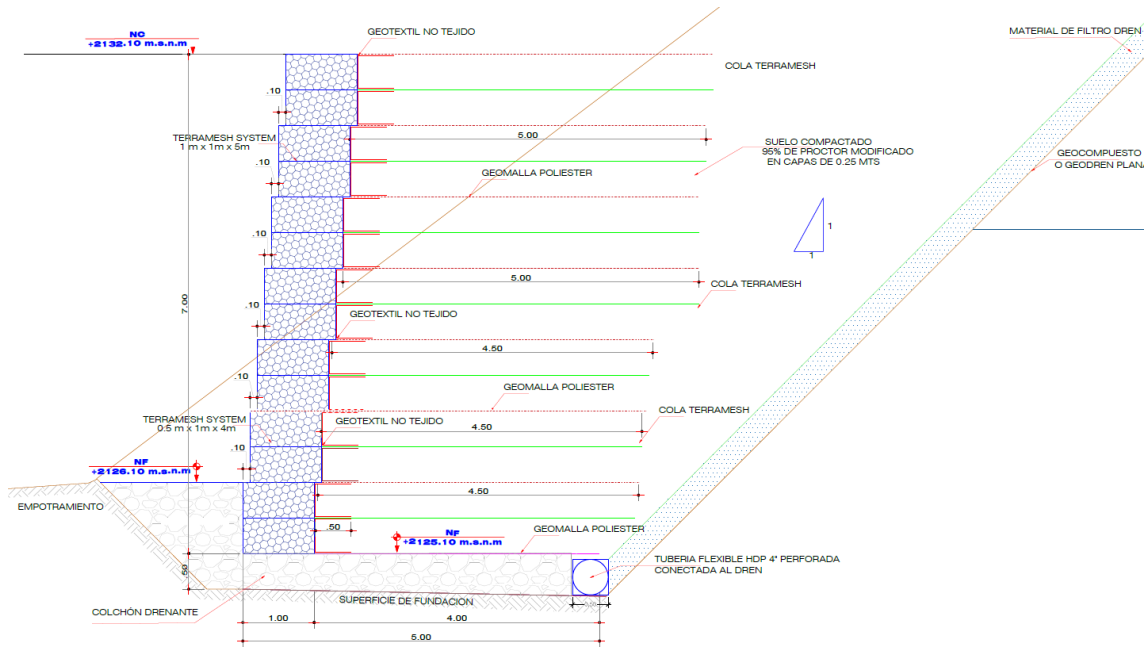 GEOTEXTIL NO TEJIDO
MATERIAL DE FILTRO DREN
NC
+2132.10 m.s.n.m
COLA TERRAMESH
.10
TERRAMESH SYSTEM
1 m x 1m x 5m
5.00
SUELO COMPACTADO
95% DE PROCTOR MODIFICADO
EN CAPAS DE 0.25 MTS
GEOCOMPUESTO
O GEODREN PLANA
.10
GEOMALLA POLIESTER
.10
1
1
7.00
5.00
COLA TERRAMESH
.10
GEOTEXTIL NO TEJIDO
4.50
.10
GEOMALLA POLIESTER
COLA TERRAMESH
TERRAMESH SYSTEM
0.5 m x 1m x 4m
GEOTEXTIL NO TEJIDO
4.50
.10
NF
+2126.10 m.s.n.m
4.50
EMPOTRAMIENTO
.50
NF
+2125.10 m.s.n.m
GEOMALLA POLIESTER
TUBERIA FLEXIBLE HDP 4" PERFORADA
CONECTADA AL DREN
.50
SUPERFICIE DE FUNDACION
COLCHÓN DRENANTE
1.00
4.00
5.00